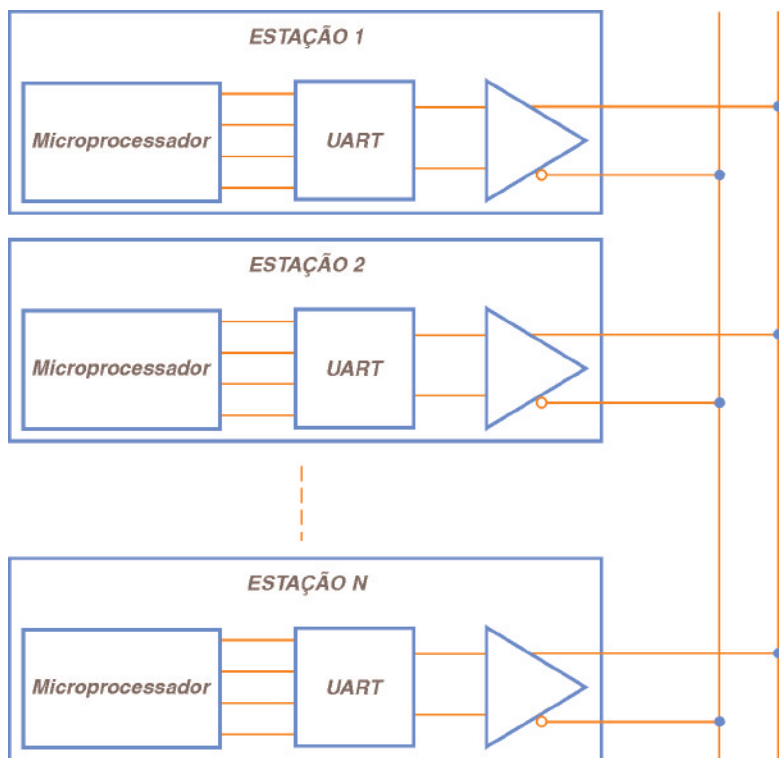 ESTAÇÃO 1
Microprocessador
UART
ESTAÇÃO 2
Microprocessador
UART
ESTAÇÃO N
Microprocessador
UART